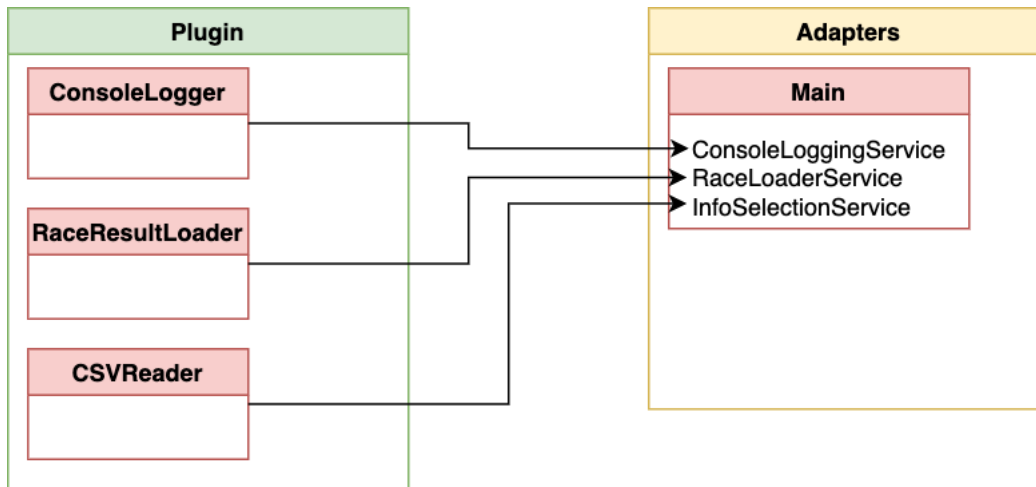 Plugin
ConsoleLogger
RaceResultLoader
CSVReader
Adapters
Main
ConsoleLoggingService
RaceLoaderService
InfoSelectionService